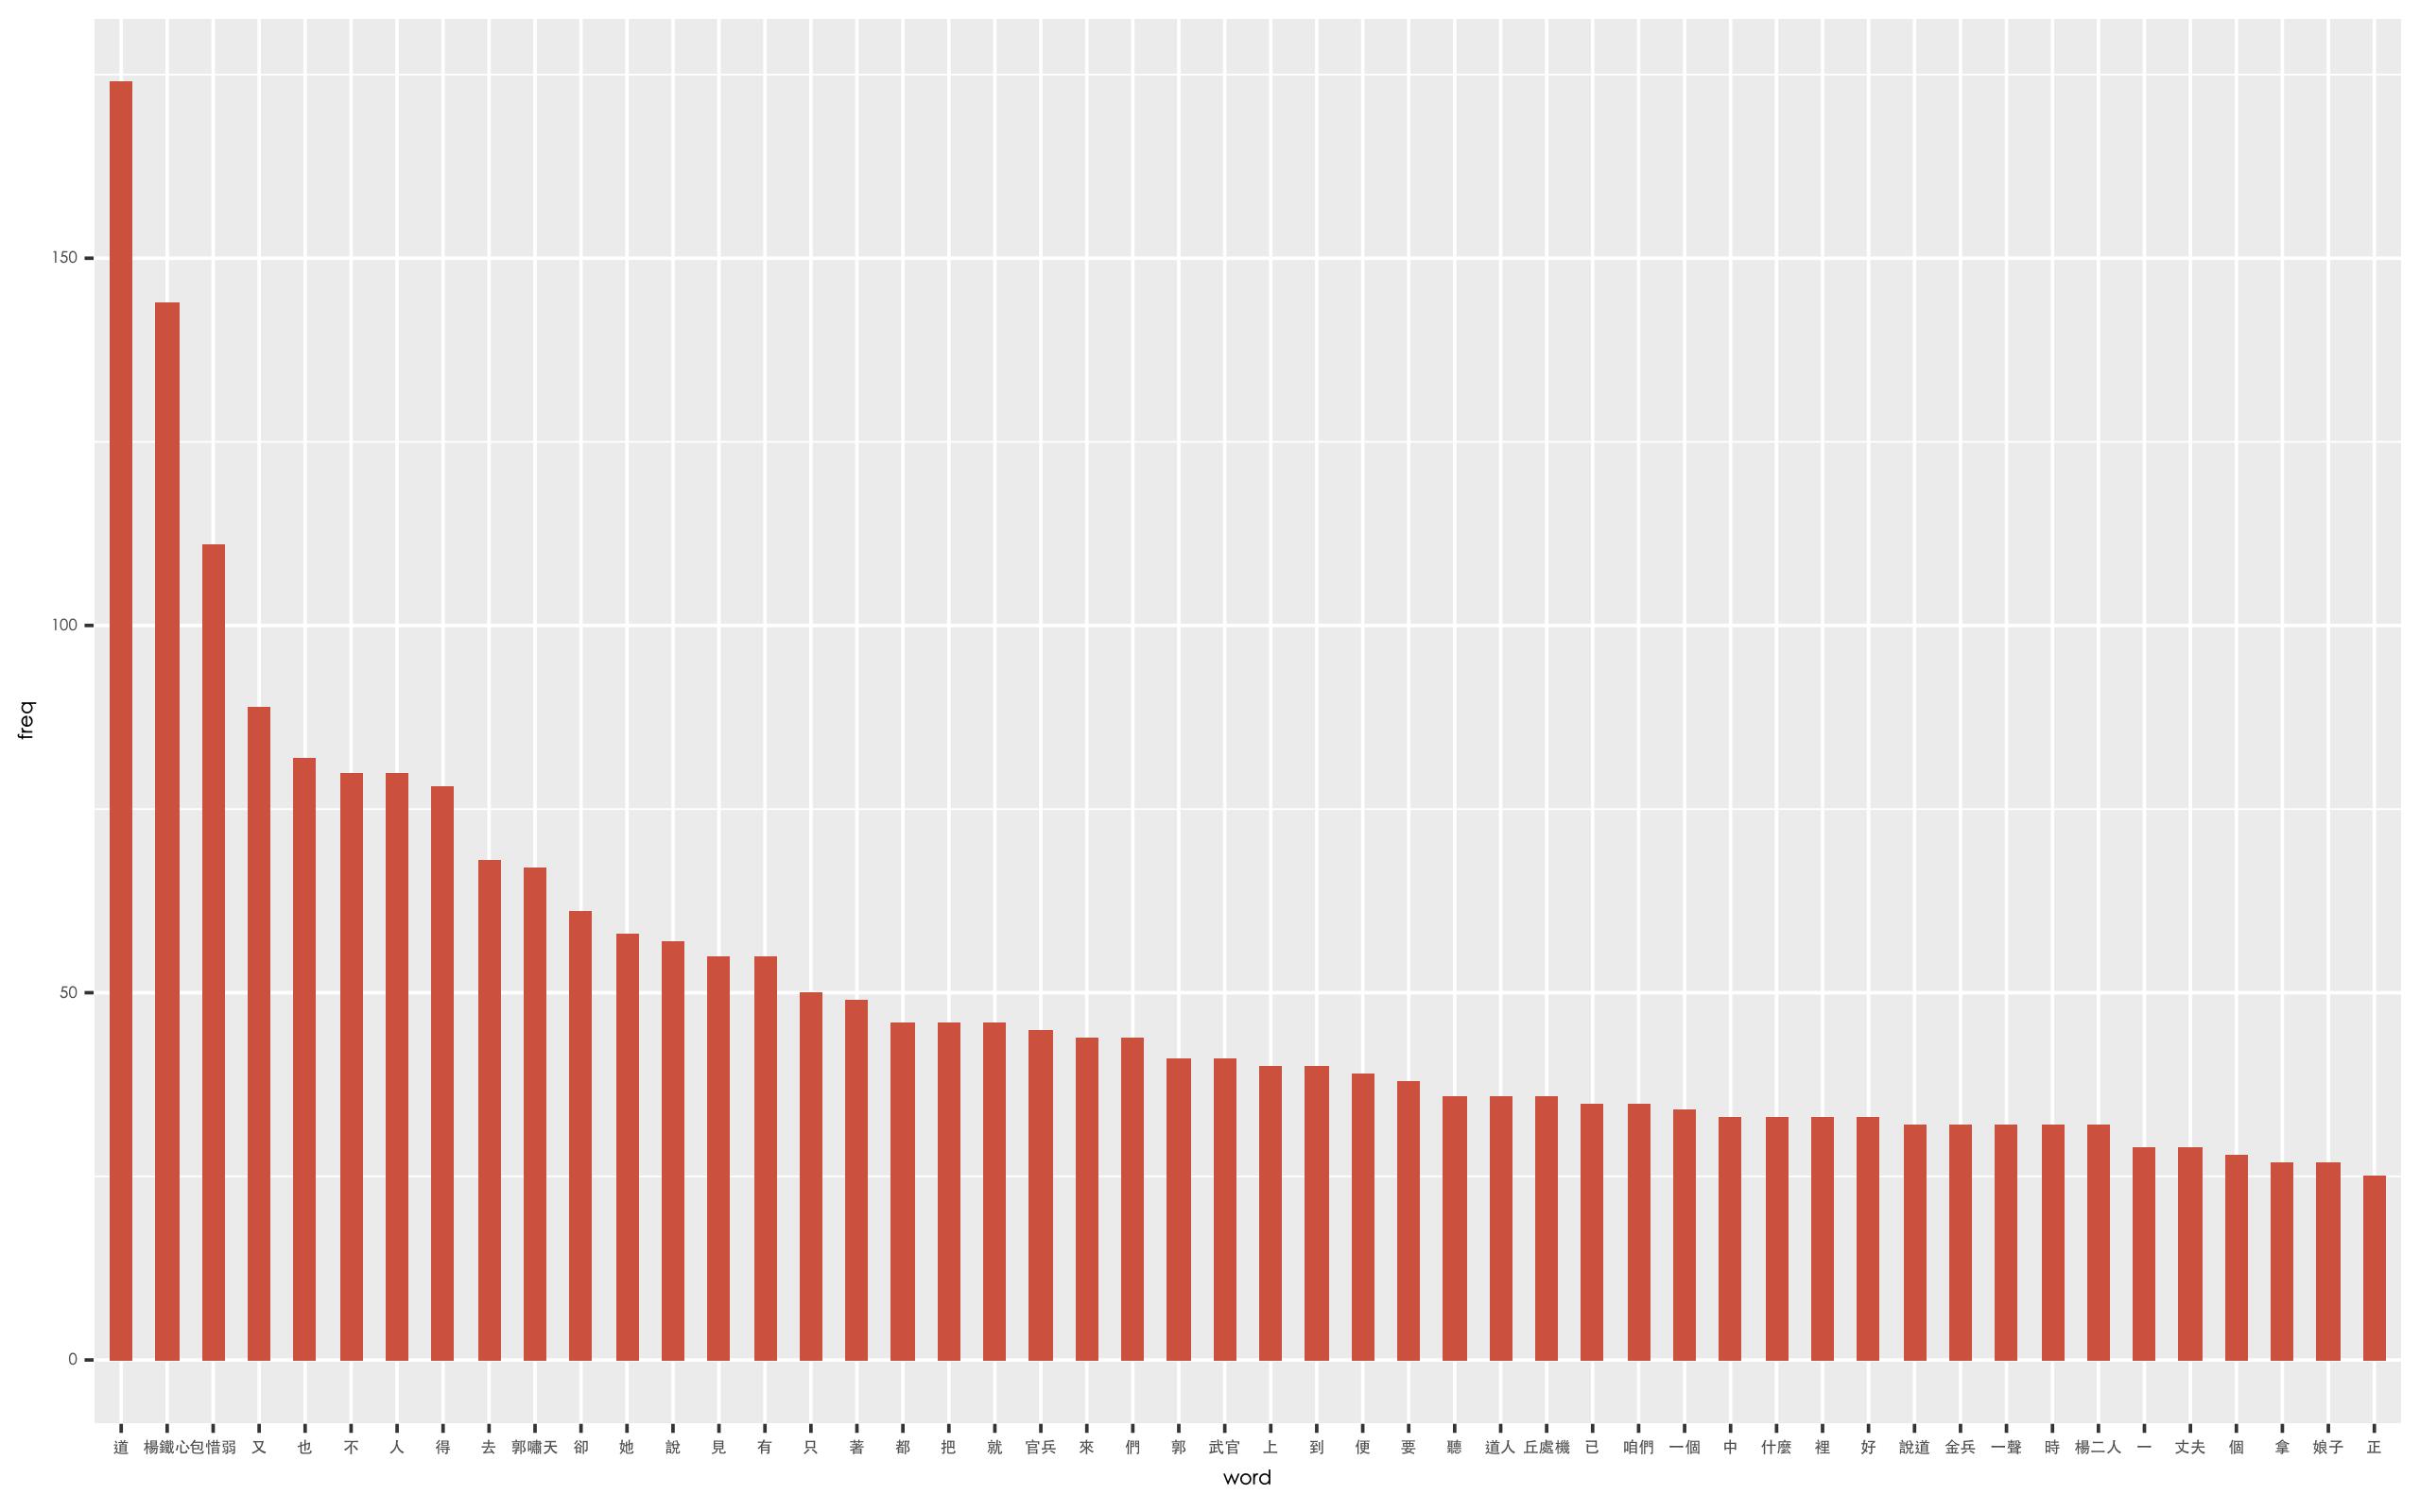 150
100
50
0
freq
道 楊鐵心 包惜弱 又 也 不 人 得 去 郭嘯天 卻 她 說 見 有 只 著 都 把 就 官兵 來 們 郭 武官 上 到 便 要 聽 道人 丘處機 已 咱們 一個 中 什麼 裡 好 說道 金兵 一聲 時 楊二人 一 丈夫 個 拿 娘子 正
word